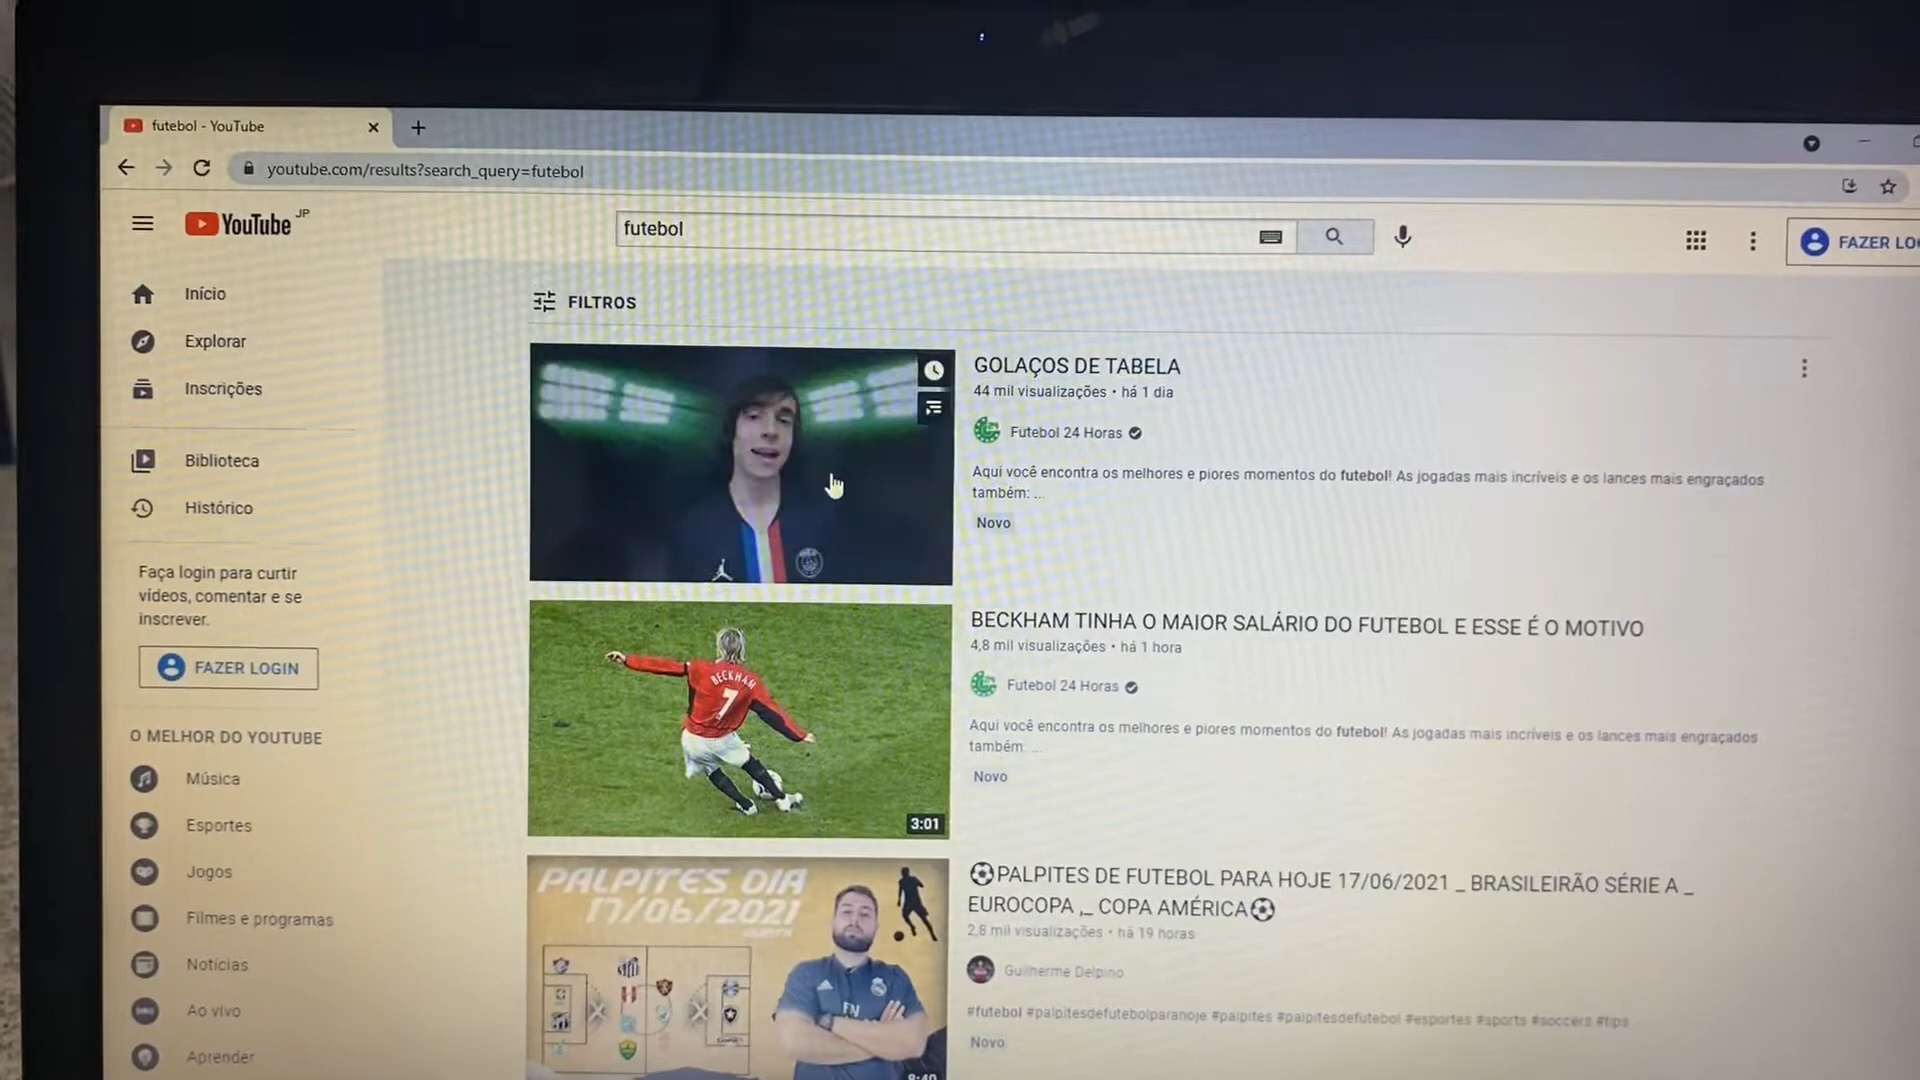 futebol - YouTube
youtube.com/results?search_query=futebol
YouTube JP
futebol
FILTROS
Início
Explorar
Inscrições
Biblioteca
Histórico
Faça login para curtir
vídeos, comentar e se
inscrever.
FAZER LOGIN
O MELHOR DO YOUTUBE
Música
Esportes
Jogos
Filmes e programas
Notícias
Ao vivo
Aprender
GOLAÇOS DE TABELA
44 mil visualizações • há 1 dia
Futebol 24 Horas
Aqui você encontra os melhores e piores momentos do futebol! As jogadas mais incríveis e os lances mais engraçados
também: ...
Novo
BECKHAM
7
3:01
BECKHAM TINHA O MAIOR SALÁRIO DO FUTEBOL E ESSE É O MOTIVO
4,8 mil visualizações • há 1 hora
Futebol 24 Horas
Aqui você encontra os melhores e piores momentos do futebol! As jogadas mais incríveis e os lances mais engraçados
também: ...
Novo
PALPITES DIA
17/06/2021
⚽PALPITES DE FUTEBOL PARA HOJE 17/06/2021 _ BRASILEIRÃO SÉRIE A _
EUROCOPA ,_ COPA AMÉRICA⚽
2,8 mil visualizações • há 19 horas
Guilherme Delpino
#futebol #palpitesdefutebolparahoje #palpites #palpitesdefutebol #esportes #sports #soccers #tips
Novo